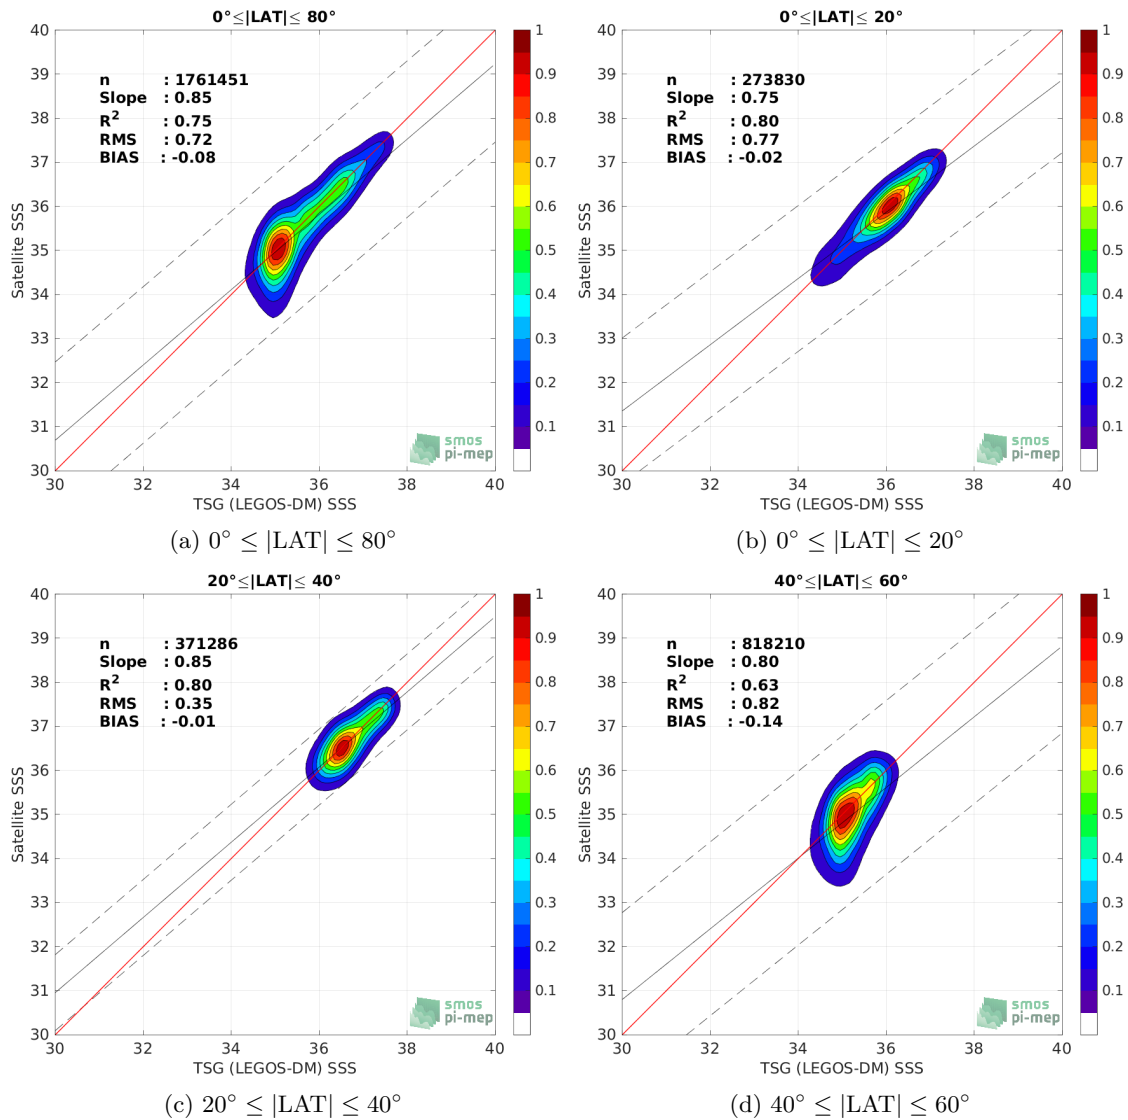 0°≤|LAT|≤ 80°
n : 1761451
Slope : 0.85
R² : 0.75
RMS : 0.72
BIAS : -0.08
40
39
38
37
36
35
34
33
32
31
30
Satellite SSS
30 32 34 36 38 40
TSG (LEGOS-DM) SSS
1
0.9
0.8
0.7
0.6
0.5
0.4
0.3
0.2
0.1
smos
pi-mep
(a) 0° ≤ |LAT| ≤ 80°
0°≤|LAT|≤ 20°
n : 273830
Slope : 0.75
R² : 0.80
RMS : 0.77
BIAS : -0.02
40
39
38
37
36
35
34
33
32
31
30
Satellite SSS
30 32 34 36 38 40
TSG (LEGOS-DM) SSS
1
0.9
0.8
0.7
0.6
0.5
0.4
0.3
0.2
0.1
smos
pi-mep
(b) 0° ≤ |LAT| ≤ 20°
20°≤|LAT|≤ 40°
n : 371286
Slope : 0.85
R² : 0.80
RMS : 0.35
BIAS : -0.01
40
39
38
37
36
35
34
33
32
31
30
Satellite SSS
30 32 34 36 38 40
TSG (LEGOS-DM) SSS
1
0.9
0.8
0.7
0.6
0.5
0.4
0.3
0.2
0.1
smos
pi-mep
(c) 20° ≤ |LAT| ≤ 40°
40°≤|LAT|≤ 60°
n : 818210
Slope : 0.80
R² : 0.63
RMS : 0.82
BIAS : -0.14
40
39
38
37
36
35
34
33
32
31
30
Satellite SSS
30 32 34 36 38 40
TSG (LEGOS-DM) SSS
1
0.9
0.8
0.7
0.6
0.5
0.4
0.3
0.2
0.1
smos
pi-mep
(d) 40° ≤ |LAT| ≤ 60°